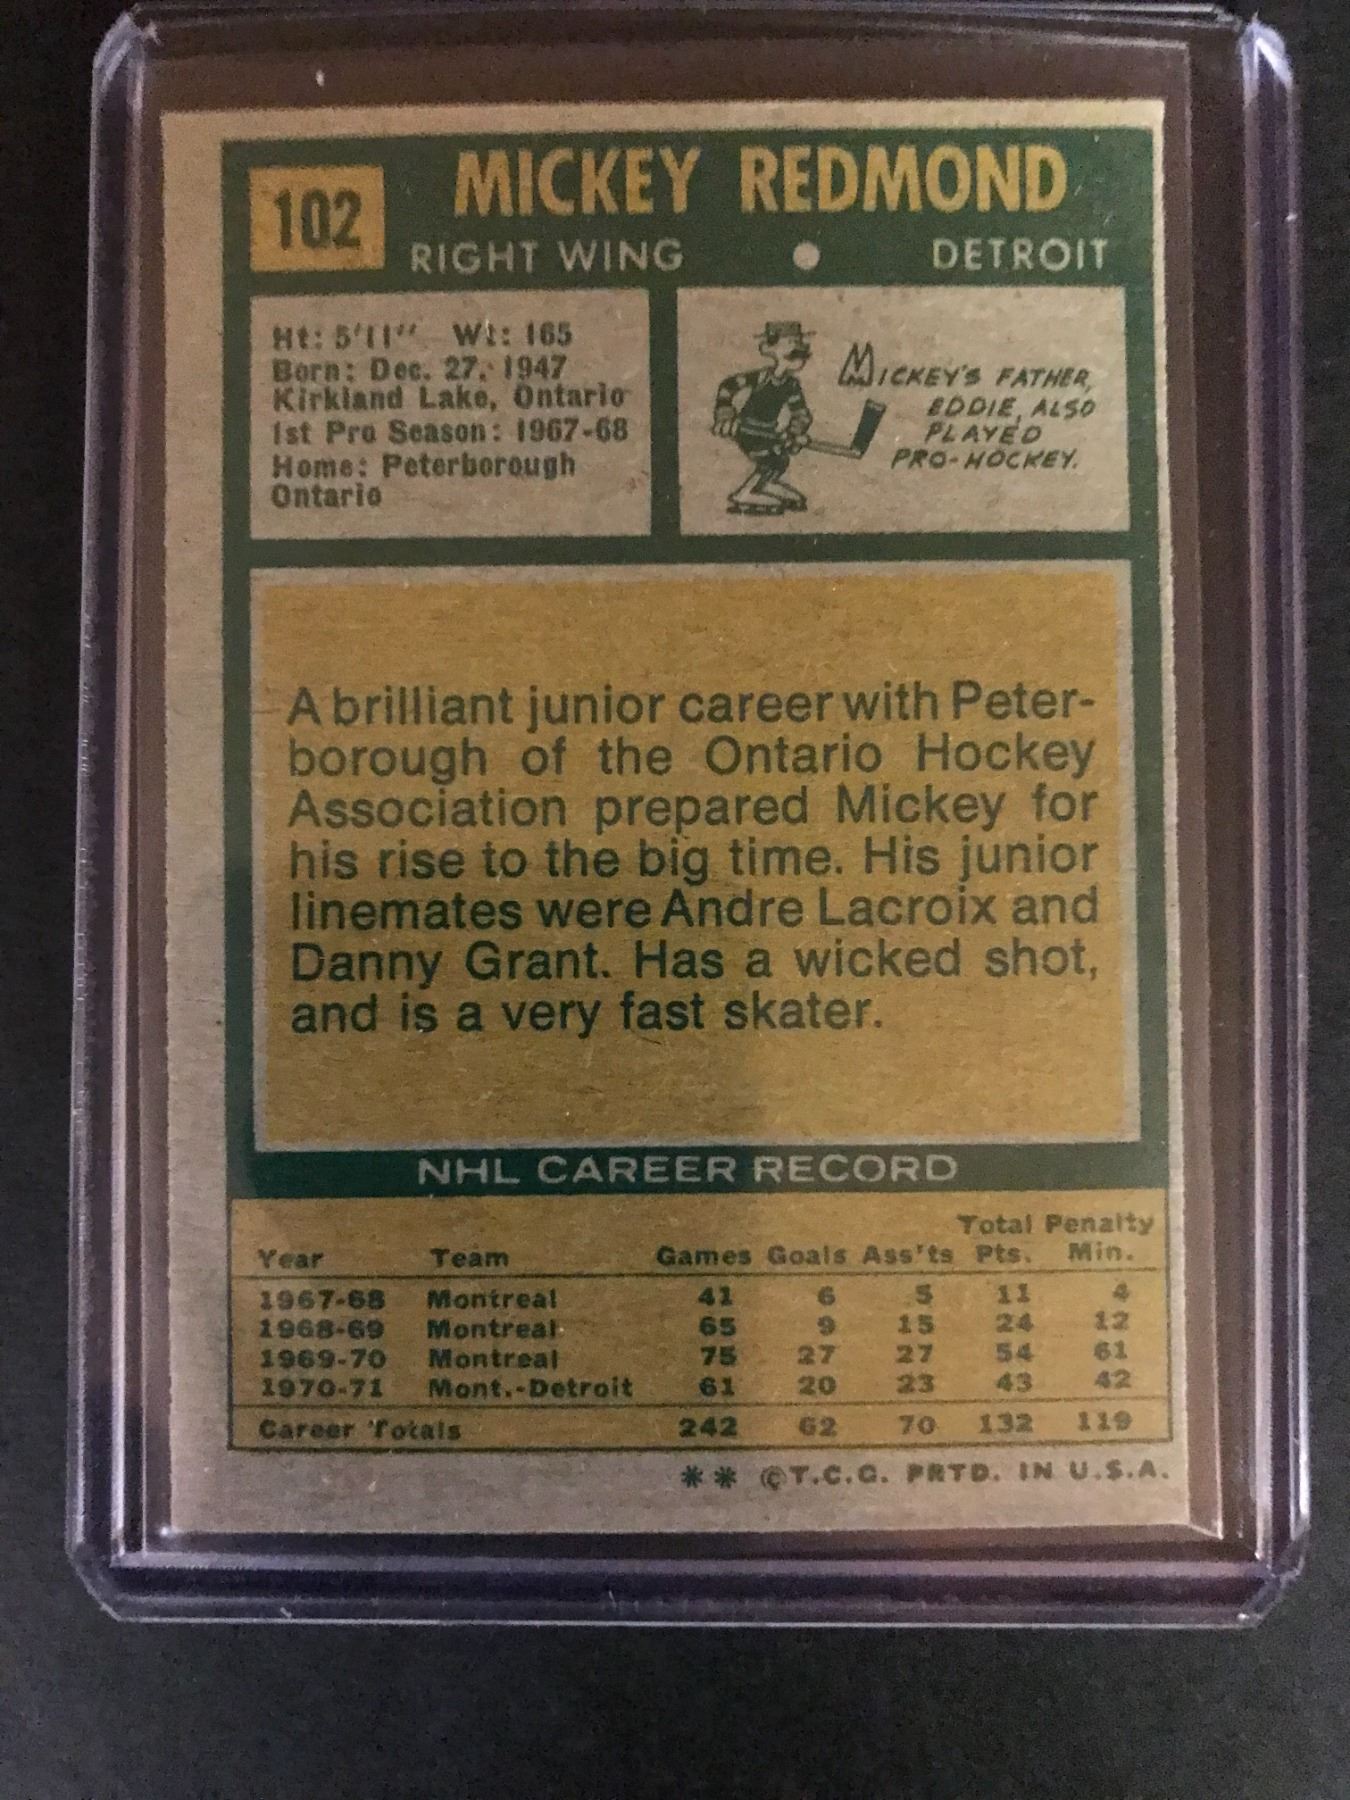 102
MICKEY REDMOND
RIGHT WING ● DETROIT
Ht: 5'11" Wt: 165
Born: Dec. 27, 1947
Kirkland Lake, Ontario
1st Pro Season: 1967-68
Home: Peterborough
Ontario
MICKEY'S FATHER,
EDDIE, ALSO
PLAYED
PRO-HOCKEY.
A brilliant junior career with Peter-
borough of the Ontario Hockey
Association prepared Mickey for
his rise to the big time. His junior
linemates were Andre Lacroix and
Danny Grant. Has a wicked shot,
and is a very fast skater.
NHL CAREER RECORD
Total Penalty
Year Team Games Goals Ass'ts Pts. Min.
1967-68 Montreal 41 6 5 11 4
1968-69 Montreal 65 9 15 24 12
1969-70 Montreal 75 27 27 54 61
1970-71 Mont.-Detroit 61 20 23 43 42
Career Totals 242 62 70 132 119
** ©T.C.G. PRTD. IN U.S.A.